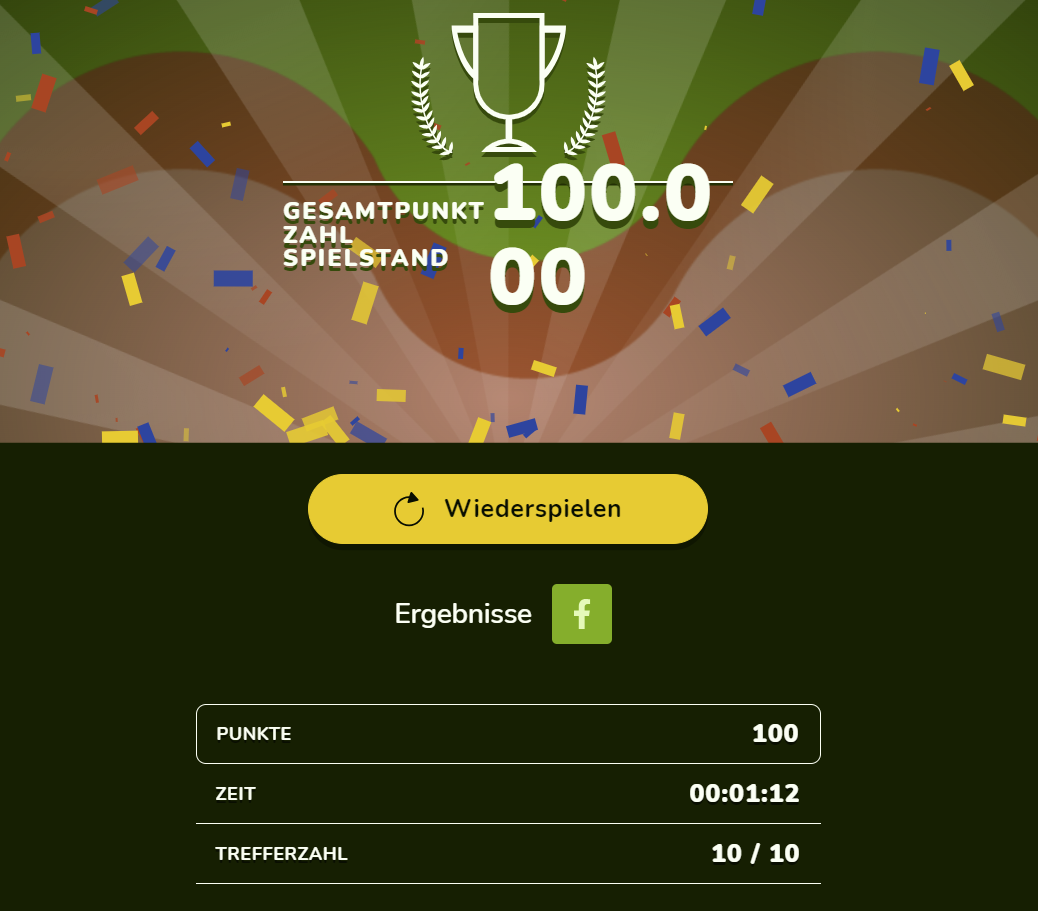 GESAMTPUNKT
ZAHL
SPIELSTAND
100.0
00
Wiederspielen
Ergebnisse
PUNKTE 100
ZEIT 00:01:12
TREFFERZAHL 10 / 10